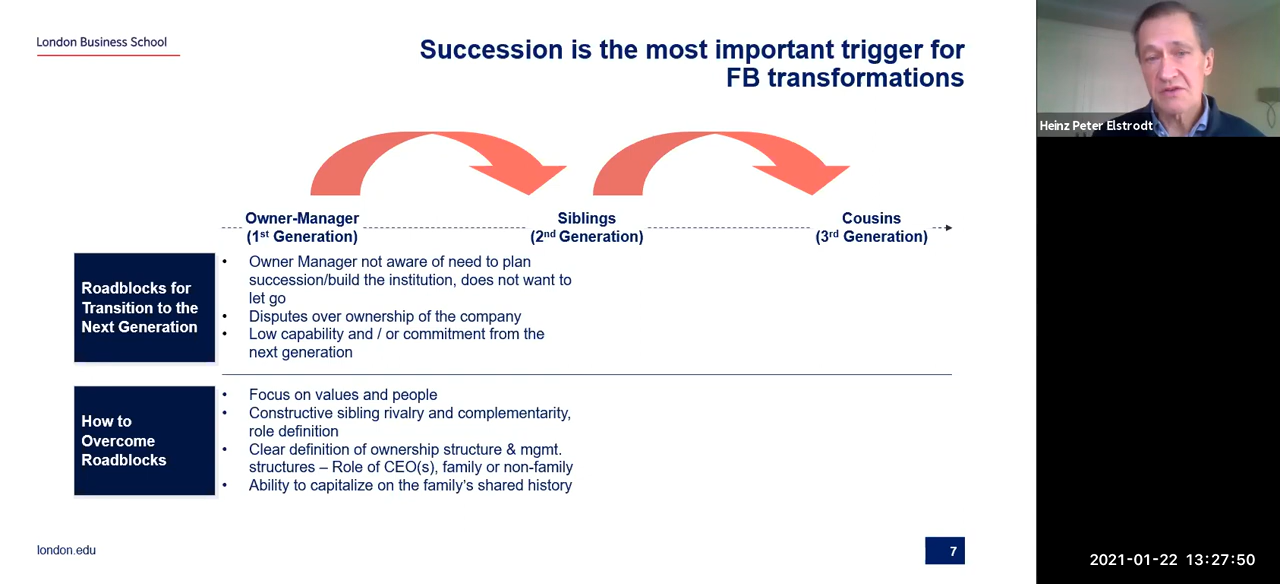 London Business School
Succession is the most important trigger for
FB transformations
Heinz Peter Elstrodt
Owner-Manager
(1st Generation)
Siblings
(2nd Generation)
Cousins
(3rd Generation)
Roadblocks for
Transition to the
Next Generation
• Owner Manager not aware of need to plan
succession/build the institution, does not want to
let go
• Disputes over ownership of the company
• Low capability and / or commitment from the
next generation
How to
Overcome
Roadblocks
• Focus on values and people
• Constructive sibling rivalry and complementarity,
role definition
• Clear definition of ownership structure & mgmt.
structures – Role of CEO(s), family or non-family
• Ability to capitalize on the family's shared history
london.edu
7
2021-01-22 13:27:50